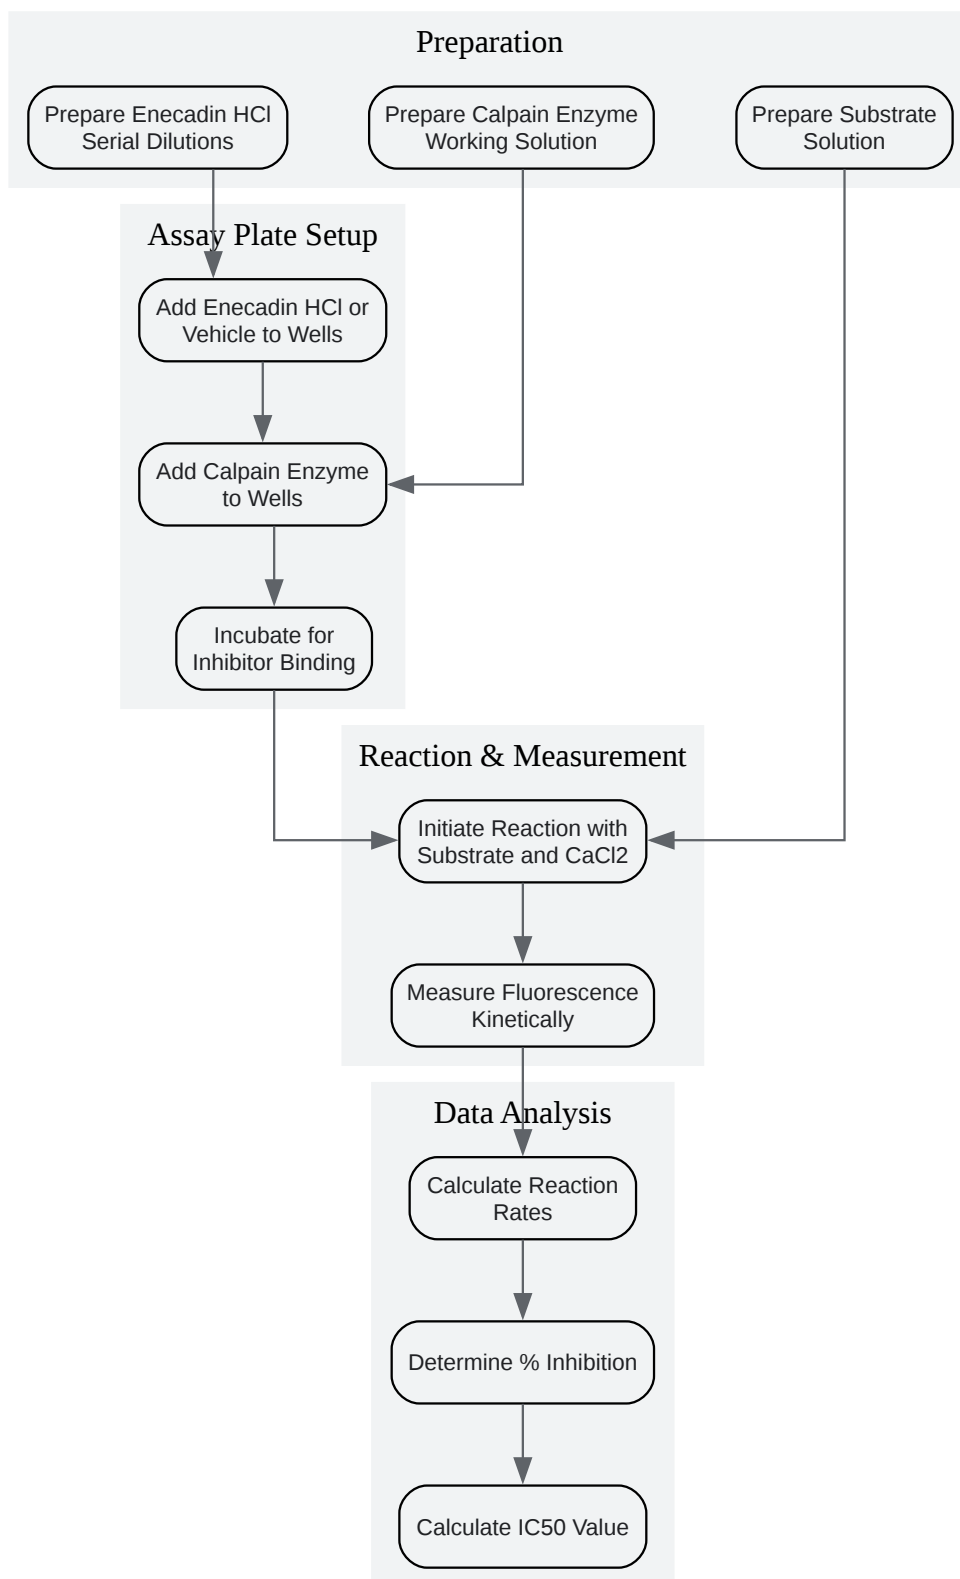 Preparation
Prepare Enecadin HCl
Serial Dilutions
Prepare Calpain Enzyme
Working Solution
Prepare Substrate
Solution
Assay Plate Setup
Add Enecadin HCl or
Vehicle to Wells
Add Calpain Enzyme
to Wells
Incubate for
Inhibitor Binding
Reaction & Measurement
Initiate Reaction with
Substrate and CaCl2
Measure Fluorescence
Kinetically
Data Analysis
Calculate Reaction
Rates
Determine % Inhibition
Calculate IC50 Value